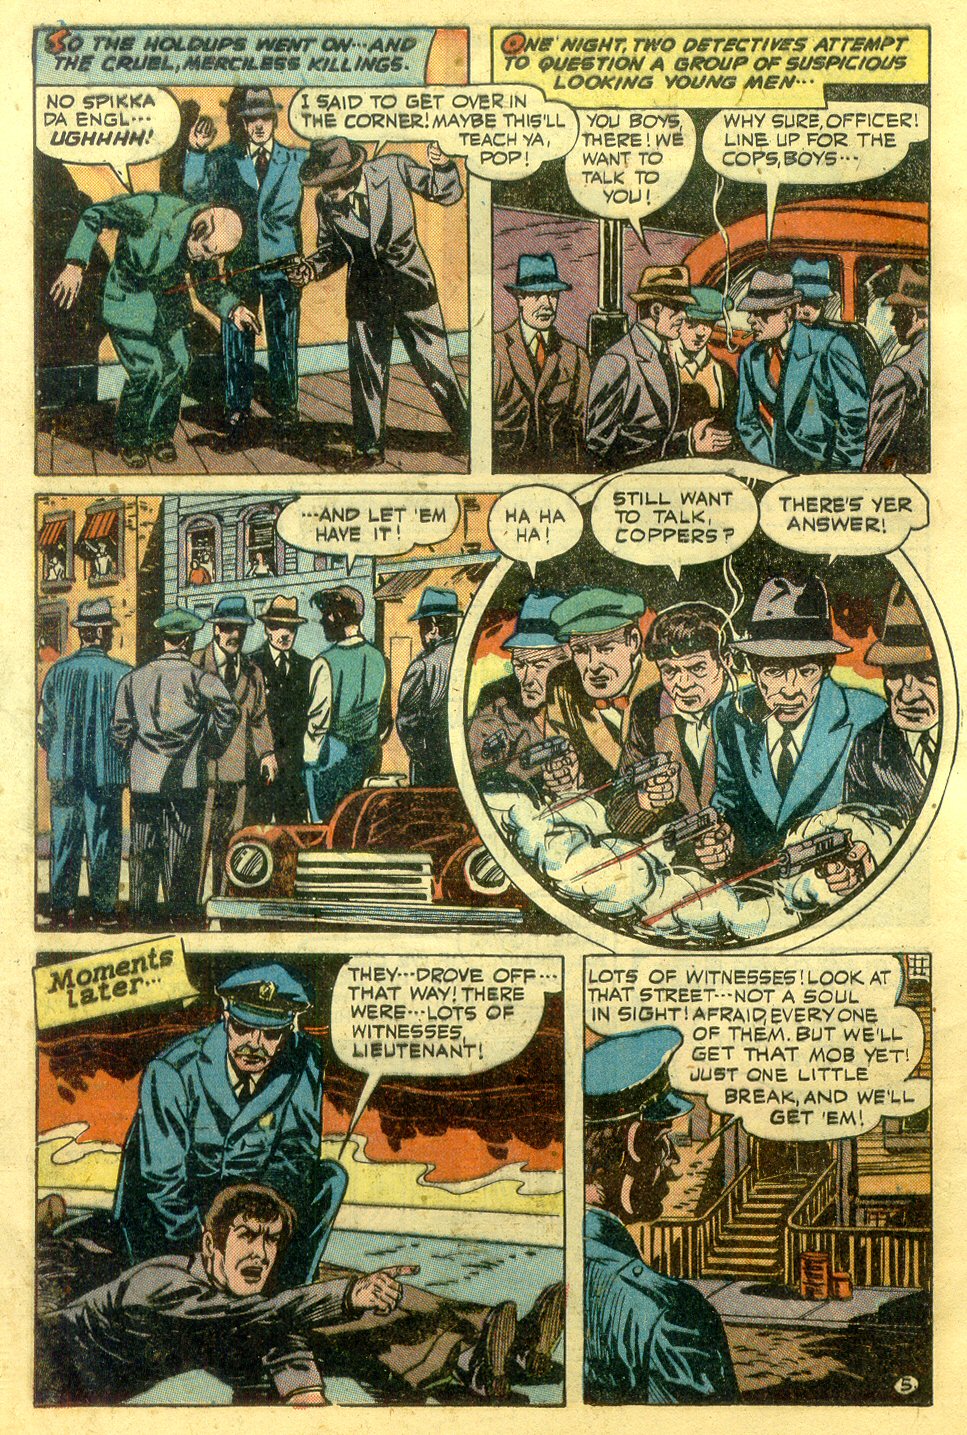 SO THE HOLDUPS WENT ON---AND
THE CRUEL, MERCILESS KILLINGS.
NO SPIKKA
DA ENGL---
UGHHHH!
I SAID TO GET OVER IN
THE CORNER! MAYBE THIS'LL
TEACH YA,
POP!
ONE NIGHT, TWO DETECTIVES ATTEMPT
TO QUESTION A GROUP OF SUSPICIOUS
LOOKING YOUNG MEN---
YOU BOYS,
THERE! WE
WANT TO
TALK TO
YOU!
WHY SURE, OFFICER!
LINE UP FOR THE
COPS, BOYS---
---AND LET 'EM
HAVE IT!
HA HA
HA!
STILL WANT
TO TALK,
COPPERS?
THERE'S YER
ANSWER!
Moments
later---
THEY---DROVE OFF---
THAT WAY! THERE
WERE---LOTS OF
WITNESSES,
LIEUTENANT!
LOTS OF WITNESSES! LOOK AT
THAT STREET---NOT A SOUL
IN SIGHT! AFRAID, EVERY ONE
OF THEM. BUT WE'LL
GET THAT MOB YET!
JUST ONE LITTLE
BREAK, AND WE'LL
GET 'EM!
5